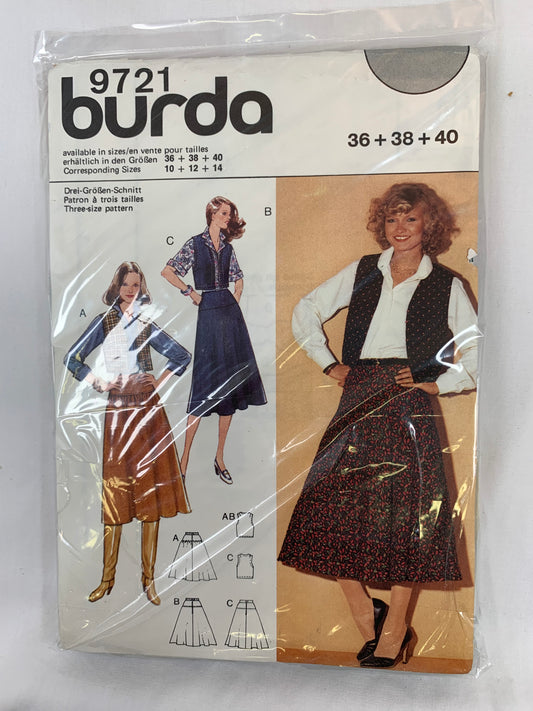 9721
burda
36 + 38 + 40
available in sizes/en vente pour tailles
erhältlich in den Größen 36 + 38 + 40
Corresponding Sizes 10 + 12 + 14
Drei-Größen-Schnitt
Patron à trois tailles
Three-size pattern
B
C
A
AB
A
C
B
C